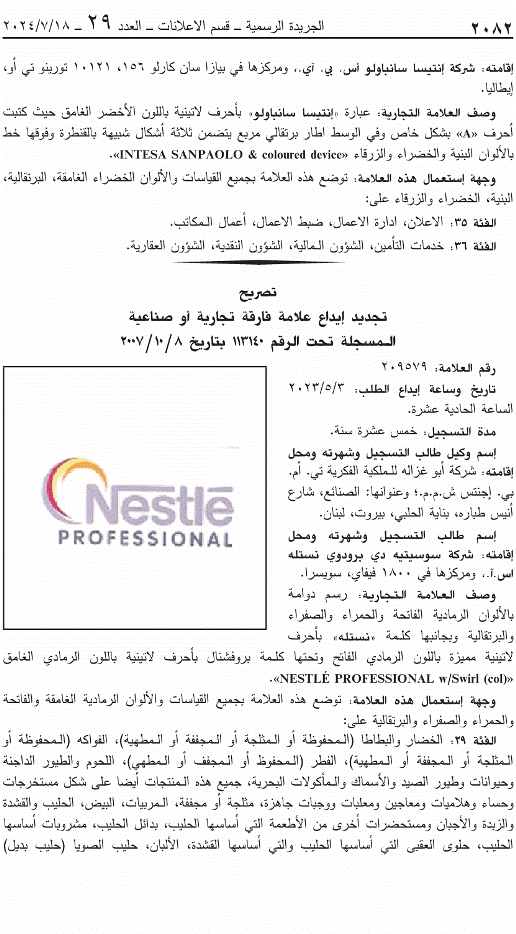 ٢٠٨٢ الجريدة الرسمية ــ قسم الاعلانات ــ العدد ٢٩ ــ ٢٠٢٤/٧/١٨
إقامته: شركة إنتيسا سانباولو أس. بي. آي.، ومركزها في بيازا سان كارلو ١٥٦، ١٠١٢١ تورينو تي أو،
إيطاليا.
وصف العلامة التجارية: عبارة «إنتيسا سانباولو» بأحرف لاتينية باللون الأخضر الغامق حيث كتبت
أحرف «A» بشكل خاص وفي الوسط اطار برتقالي مربع يتضمن ثلاثة أشكال شبيهة بالقنطرة وفوقها خط
بالألوان البنية والخضراء والزرقاء «INTESA SANPAOLO & coloured device».
وجهة إستعمال هذه العلامة: توضع هذه العلامة بجميع القياسات والألوان الخضراء الغامقة، البرتقالية،
البنية، الخضراء والزرقاء على:
الفئة ٣٥: الاعلان، ادارة الاعمال، ضبط الاعمال، أعمال المكاتب.
الفئة ٣٦: خدمات التأمين، الشؤون المالية، الشؤون النقدية، الشؤون العقارية.
تصريح
تجديد إيداع علامة فارقة تجارية أو صناعية
المسجلة تحت الرقم ١١٣١٤٠ بتاريخ ٢٠٠٧/١٠/٨
رقم العلامة: ٢٠٩٥٧٩
تاريخ وساعة إيداع الطلب: ٢٠٢٣/٥/٣
الساعة الحادية عشرة.
مدة التسجيل: خمس عشرة سنة.
إسم وكيل طالب التسجيل وشهرته ومحل
إقامته: شركة أبو غزاله للملكية الفكرية تي. أم.
بي. إجنتس ش.م.م.؛ وعنوانها: الصنائع، شارع
أنيس طباره، بناية الحلبي، بيروت، لبنان.
إسم طالب التسجيل وشهرته ومحل
إقامته: شركة سوسيتيه دي برودوي نستله
اس.آ.، ومركزها في ١٨٠٠ فيفاي، سويسرا.
وصف العلامة التجارية: رسم دوامة
بالألوان الرمادية الفاتحة والحمراء والصفراء
والبرتقالية وبجانبها كلمة «نستله» بأحرف
Nestlé
PROFESSIONAL
لاتينية مميزة باللون الرمادي الفاتح وتحتها كلمة بروفشنال بأحرف لاتينية باللون الرمادي الغامق
«NESTLÉ PROFESSIONAL w/Swirl (col)».
وجهة إستعمال هذه العلامة: توضع هذه العلامة بجميع القياسات والألوان الرمادية الغامقة والفاتحة
والحمراء والصفراء والبرتقالية على:
الفئة ٢٩: الخضار والبطاطا (المحفوظة أو المثلجة أو المجففة أو المطهية)، الفواكه (المحفوظة أو
المثلجة أو المجففة أو المطهية)، الفطر (المحفوظ أو المجفف أو المطهي)، اللحوم والطيور الداجنة
وحيوانات وطيور الصيد والأسماك والمأكولات البحرية، جميع هذه المنتجات أيضا على شكل مستخرجات
وحساء وهلاميات ومعاجين ومعلبات ووجبات جاهزة، مثلجة أو مجففة، المربيات، البيض، الحليب والقشدة
والزبدة والأجبان ومستحضرات أخرى من الأطعمة التي أساسها الحليب، بدائل الحليب، مشروبات أساسها
الحليب، حلوى العقبى التي أساسها الحليب والتي أساسها القشدة، الألبان، حليب الصويا (حليب بديل)